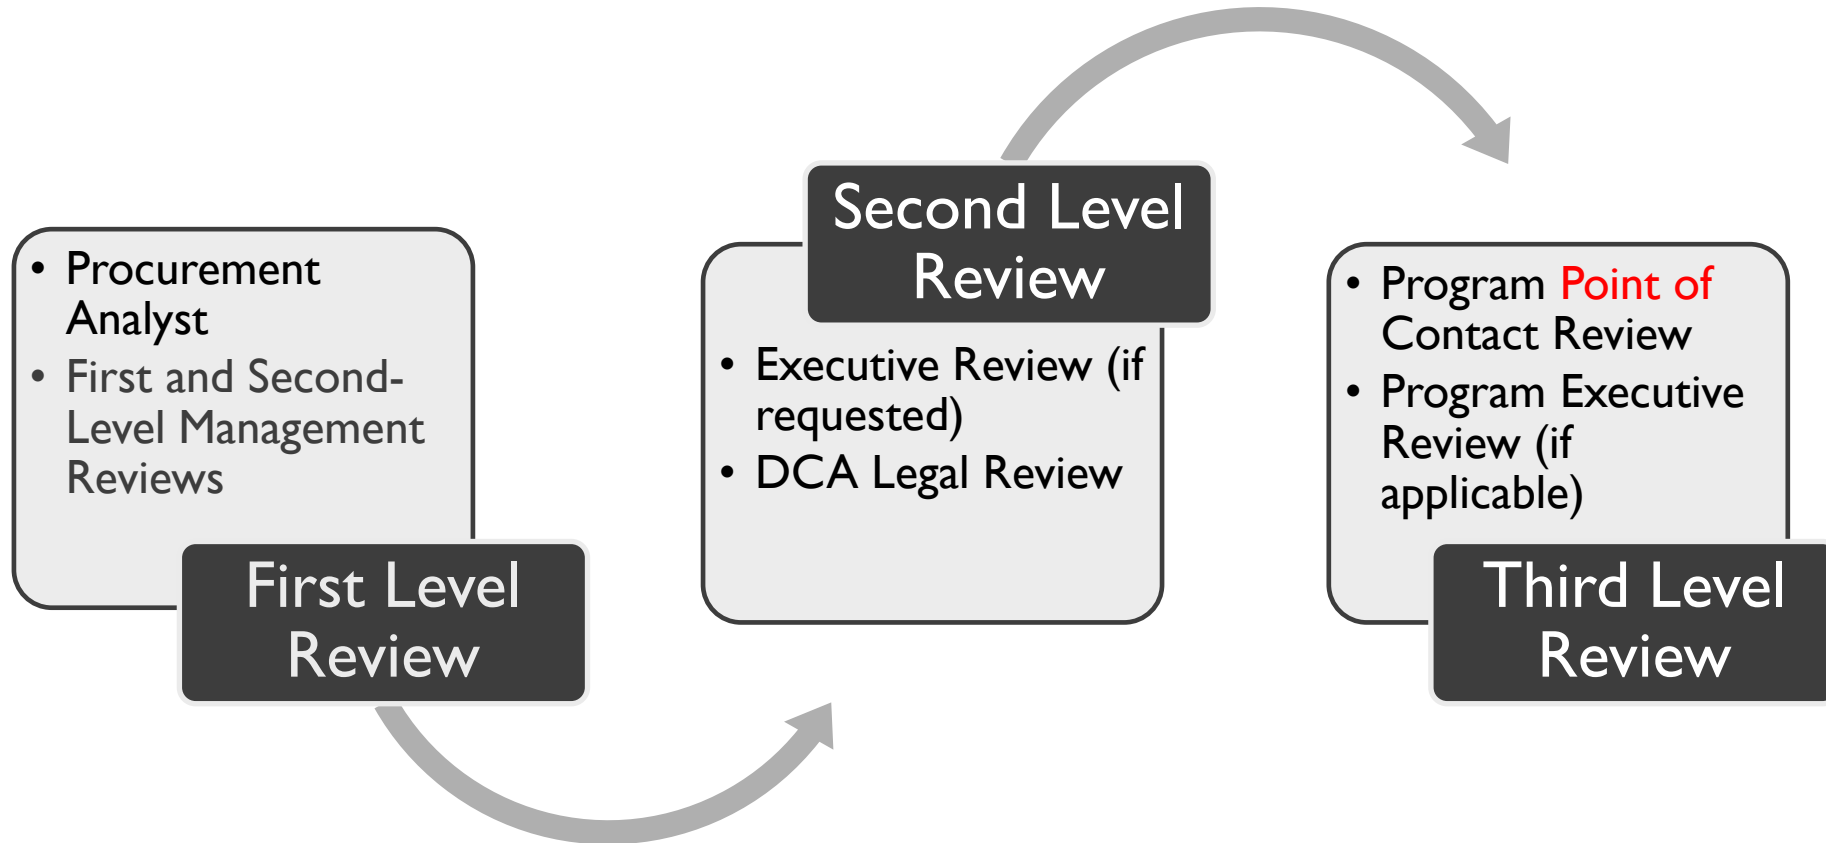 • Procurement
Analyst
• First and Second-
Level Management
Reviews
First Level
Review
Second Level
Review
• Executive Review (if
requested)
• DCA Legal Review
• Program Point of
Contact Review
• Program Executive
Review (if
applicable)
Third Level
Review